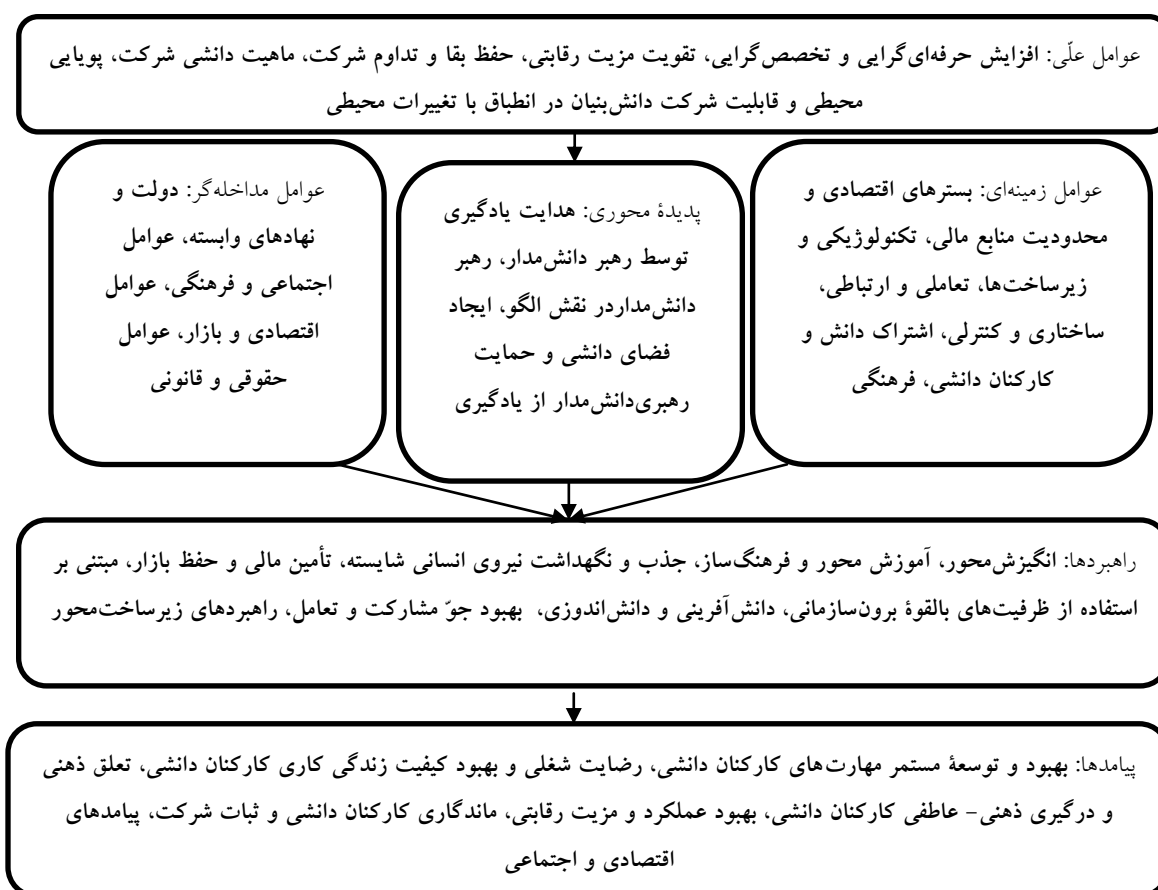 عوامل علّی: افزایش حرفه‌ای‌گرایی و تخصص‌گرایی، تقویت مزیت رقابتی، حفظ بقا و تداوم شرکت، ماهیت دانشی شرکت، پویایی
محیطی و قابلیت شرکت دانش‌بنیان در انطباق با تغییرات محیطی
عوامل زمینه‌ای: بسترهای اقتصادی و
محدودیت منابع مالی، تکنولوژیکی و
زیرساخت‌ها، تعاملی و ارتباطی،
ساختاری و کنترلی، اشتراک دانش و
کارکنان دانشی، فرهنگی
پدیدهٔ محوری: هدایت یادگیری
توسط رهبر دانش‌مدار، رهبر
دانش‌مداردر نقش الگو، ایجاد
فضای دانشی و حمایت
رهبری‌دانش‌مدار از یادگیری
عوامل مداخله‌گر: دولت و
نهادهای وابسته، عوامل
اجتماعی و فرهنگی، عوامل
اقتصادی و بازار، عوامل
حقوقی و قانونی
راهبردها: انگیزش‌محور، آموزش محور و فرهنگ‌ساز، جذب و نگهداشت نیروی انسانی شایسته، تأمین مالی و حفظ بازار، مبتنی بر
استفاده از ظرفیت‌های بالقوهٔ برون‌سازمانی، دانش‌آفرینی و دانش‌اندوزی، بهبود جوّ مشارکت و تعامل، راهبردهای زیرساخت‌محور
پیامدها: بهبود و توسعهٔ مستمر مهارت‌های کارکنان دانشی، رضایت شغلی و بهبود کیفیت زندگی کاری کارکنان دانشی، تعلق ذهنی
و درگیری ذهنی- عاطفی کارکنان دانشی، بهبود عملکرد و مزیت رقابتی، ماندگاری کارکنان دانشی و ثبات شرکت، پیامدهای
اقتصادی و اجتماعی